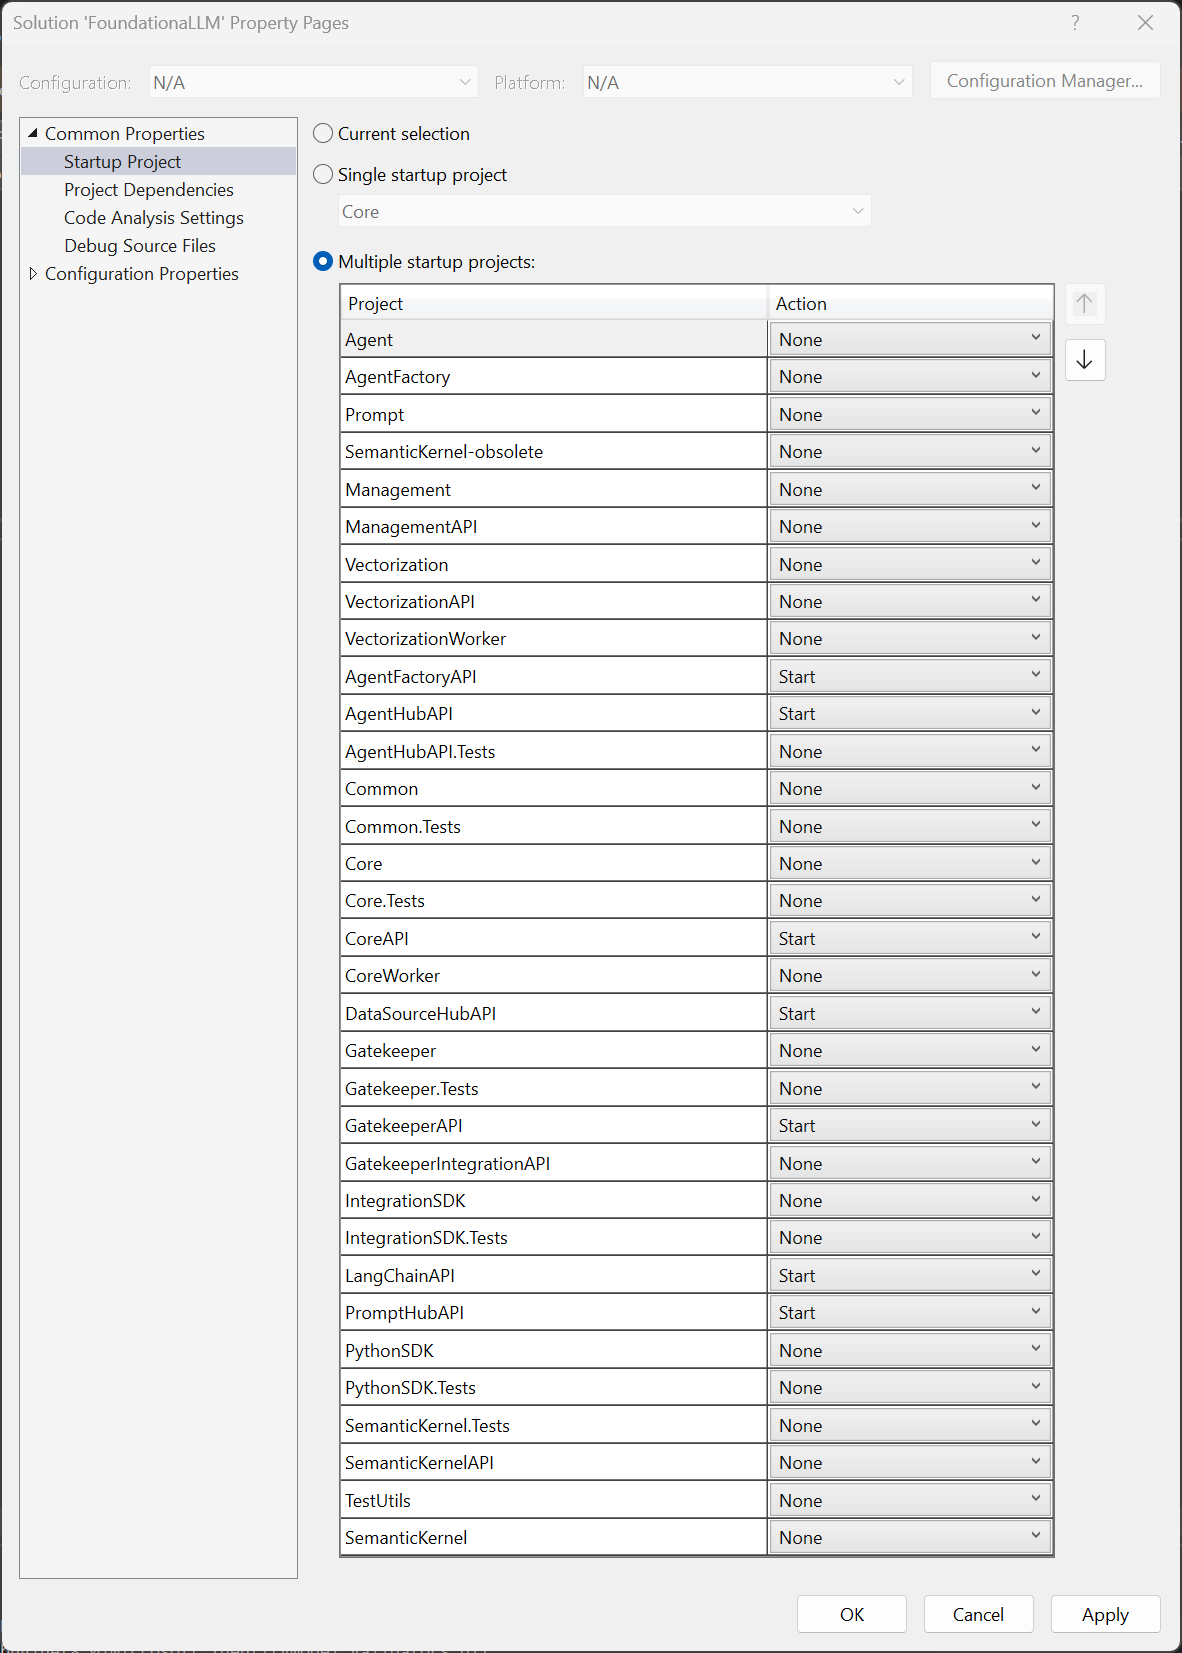 Solution 'FoundationaLLM' Property Pages
Configuration: N/A Platform: N/A Configuration Manager...
Common Properties
Startup Project
Project Dependencies
Code Analysis Settings
Debug Source Files
Configuration Properties
Current selection
Single startup project
Core
Multiple startup projects:
Project Action
Agent None
AgentFactory None
Prompt None
SemanticKernel-obsolete None
Management None
ManagementAPI None
Vectorization None
VectorizationAPI None
VectorizationWorker None
AgentFactoryAPI Start
AgentHubAPI Start
AgentHubAPI.Tests None
Common None
Common.Tests None
Core None
Core.Tests None
CoreAPI Start
CoreWorker None
DataSourceHubAPI Start
Gatekeeper None
Gatekeeper.Tests None
GatekeeperAPI Start
GatekeeperIntegrationAPI None
IntegrationSDK None
IntegrationSDK.Tests None
LangChainAPI Start
PromptHubAPI Start
PythonSDK None
PythonSDK.Tests None
SemanticKernel.Tests None
SemanticKernelAPI None
TestUtils None
SemanticKernel None
OK Cancel Apply